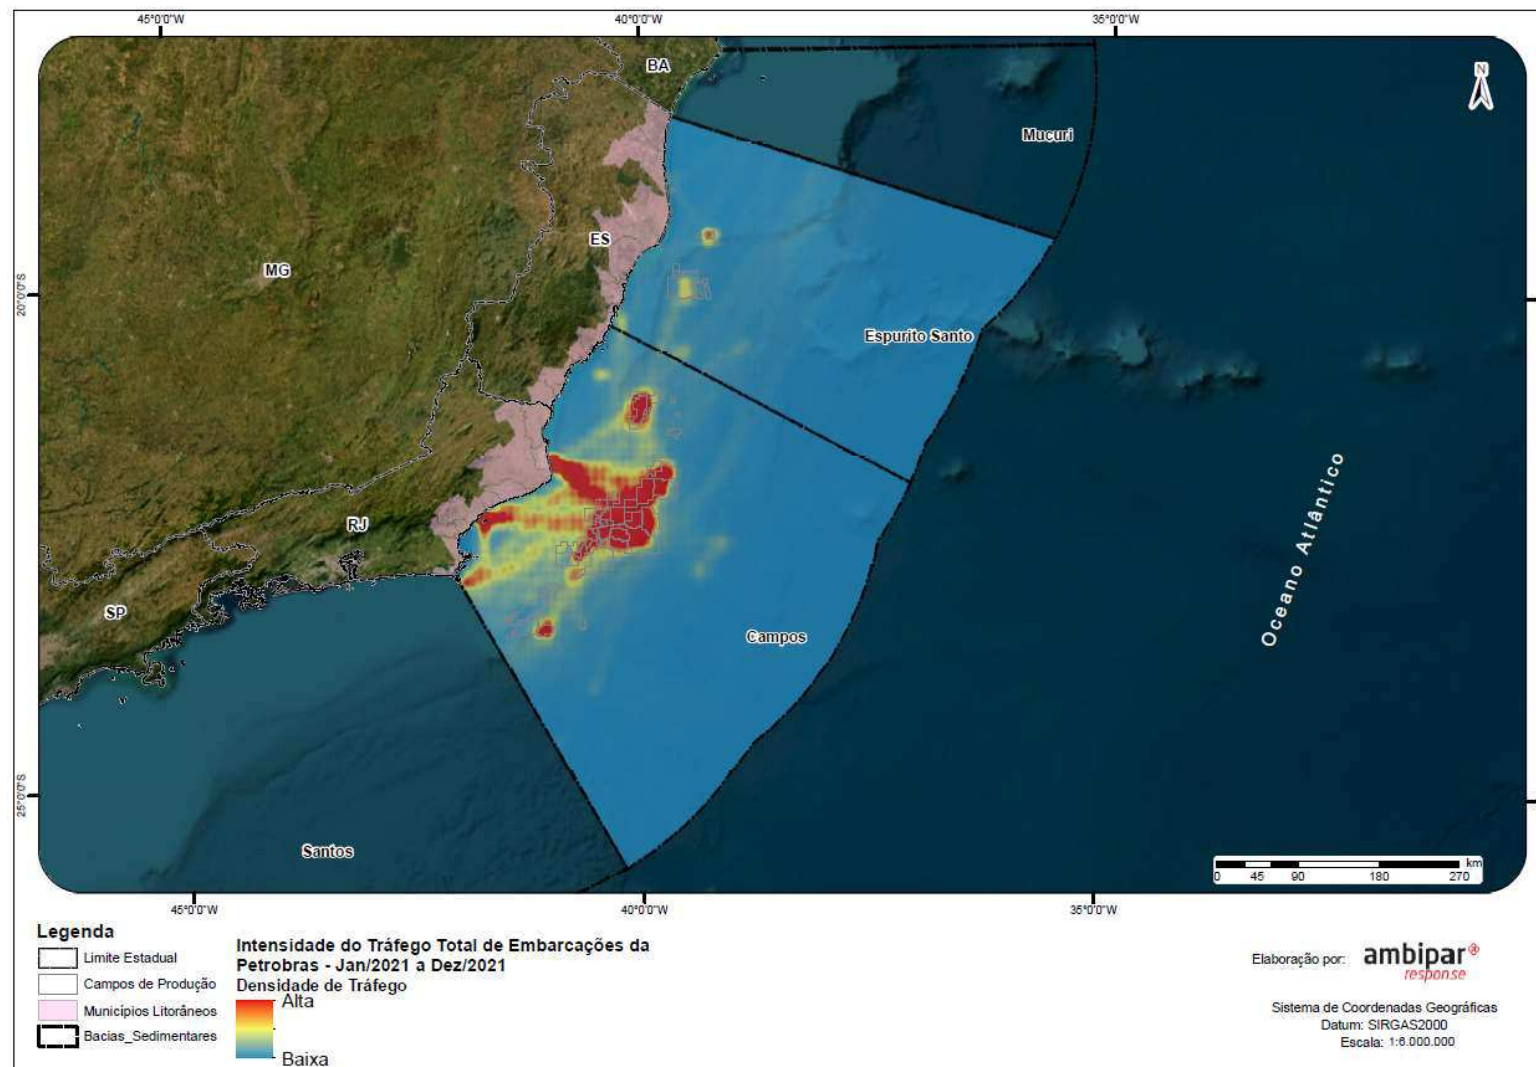 45°0'0"W
40°0'0"W
35°0'0"W
BA
N
Mucuri
ES
MG
20°0'0"S
Espurito Santo
Oceano Atlântico
RJ
SP
Campos
25°0'0"S
Santos
km
0 45 90 180 270
45°0'0"W
40°0'0"W
35°0'0"W
Legenda
Limite Estadual
Campos de Produção
Municípios Litorâneos
Bacias_Sedimentares
Intensidade do Tráfego Total de Embarcações da
Petrobras - Jan/2021 a Dez/2021
Densidade de Tráfego
Alta
Baixa
Elaboração por:
ambipar®
response
Sistema de Coordenadas Geográficas
Datum: SIRGAS2000
Escala: 1:6.000.000